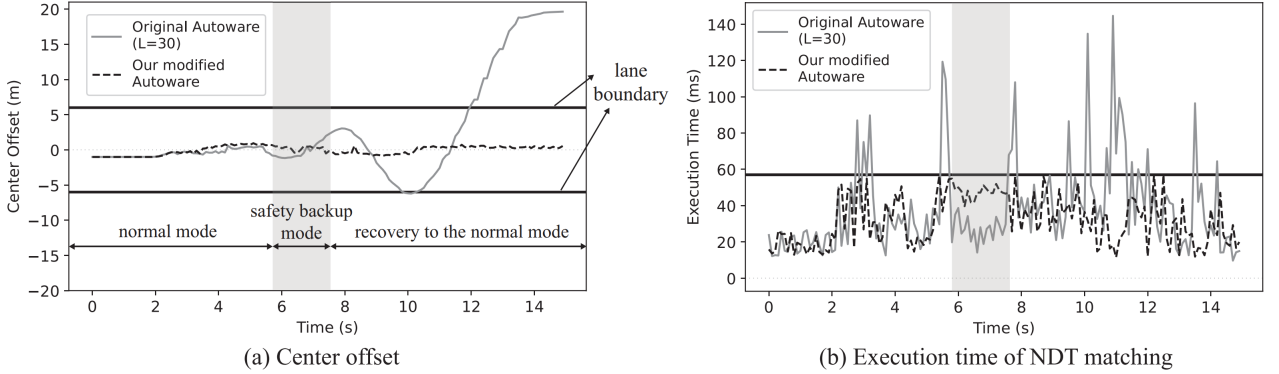 Original Autoware
(L=30)
Our modified
Autoware
lane
boundary
safety backup
mode
normal mode
recovery to the normal mode
Center Offset (m)
20
15
10
5
0
−5
−10
−15
−20
0 2 4 6 8 10 12 14
Time (s)
(a) Center offset
Original Autoware
(L=30)
Our modified
Autoware
Execution Time (ms)
140
120
100
80
60
40
20
0
0 2 4 6 8 10 12 14
Time (s)
(b) Execution time of NDT matching